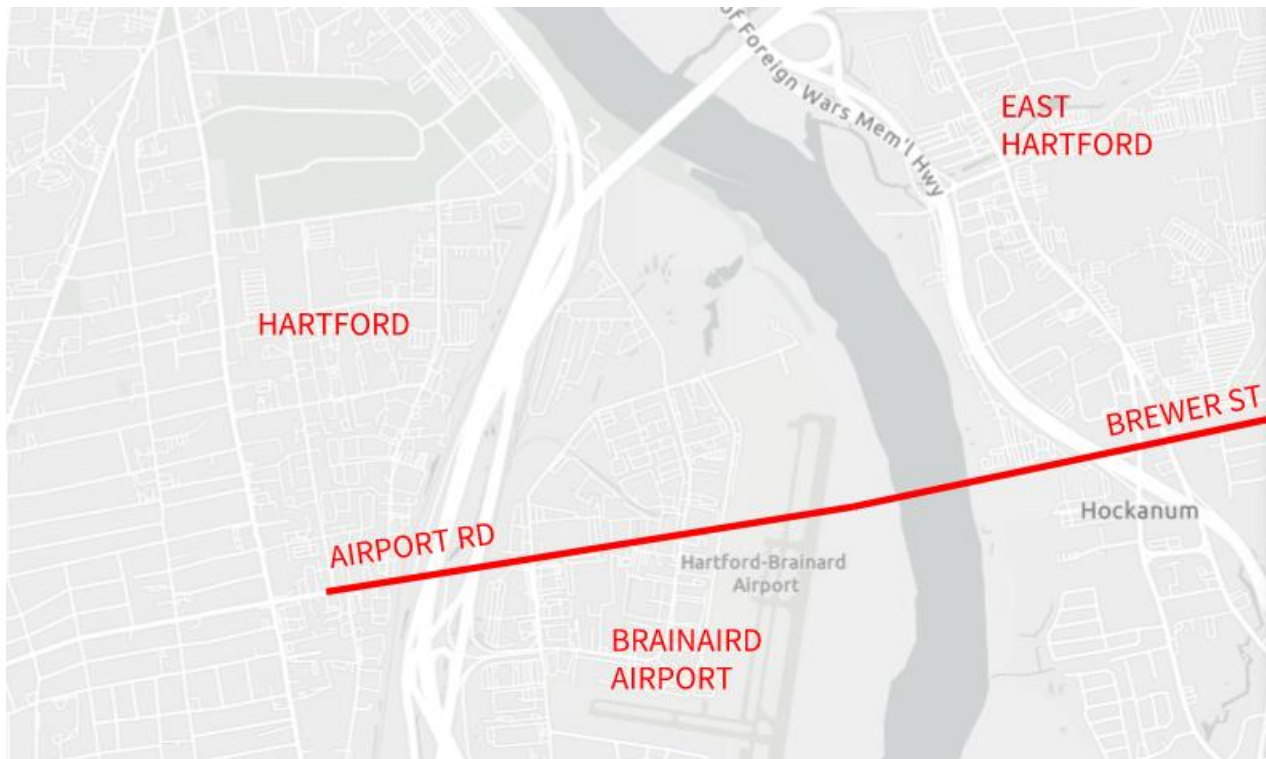 of Foreign Wars Mem'l Hwy
EAST
HARTFORD
HARTFORD
BREWER ST
Hockanum
AIRPORT RD
Hartford-Brainard
Airport
BRAINAIRD
AIRPORT